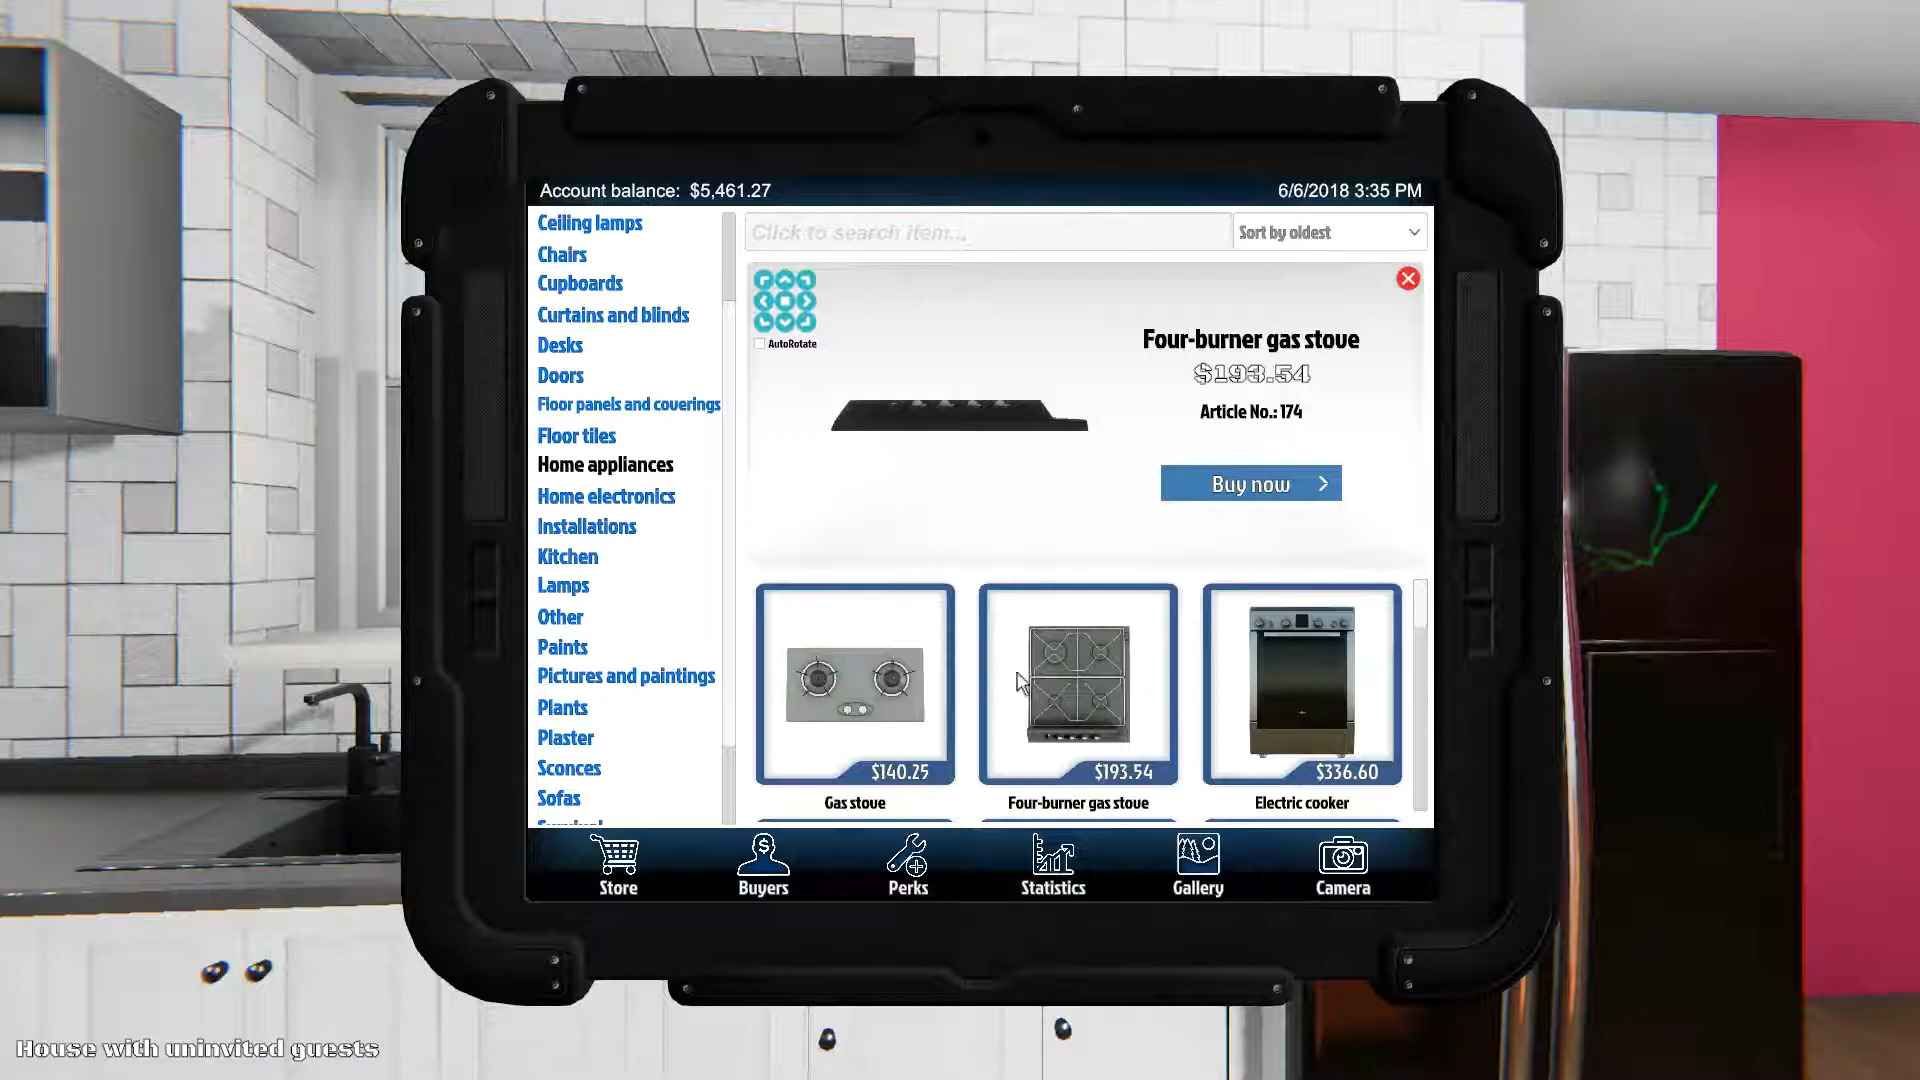 Account balance: $5,461.27
6/6/2018 3:35 PM
Ceiling lamps
Chairs
Cupboards
Curtains and blinds
Desks
Doors
Floor panels and coverings
Floor tiles
Home appliances
Home electronics
Installations
Kitchen
Lamps
Other
Paints
Pictures and paintings
Plants
Plaster
Sconces
Sofas
Click to search item...
Sort by oldest
AutoRotate
Four-burner gas stove
$193.54
Article No.: 174
Buy now
$140.25
$193.54
$336.60
Gas stove
Four-burner gas stove
Electric cooker
Store
Buyers
Perks
Statistics
Gallery
Camera
House with uninvited guests